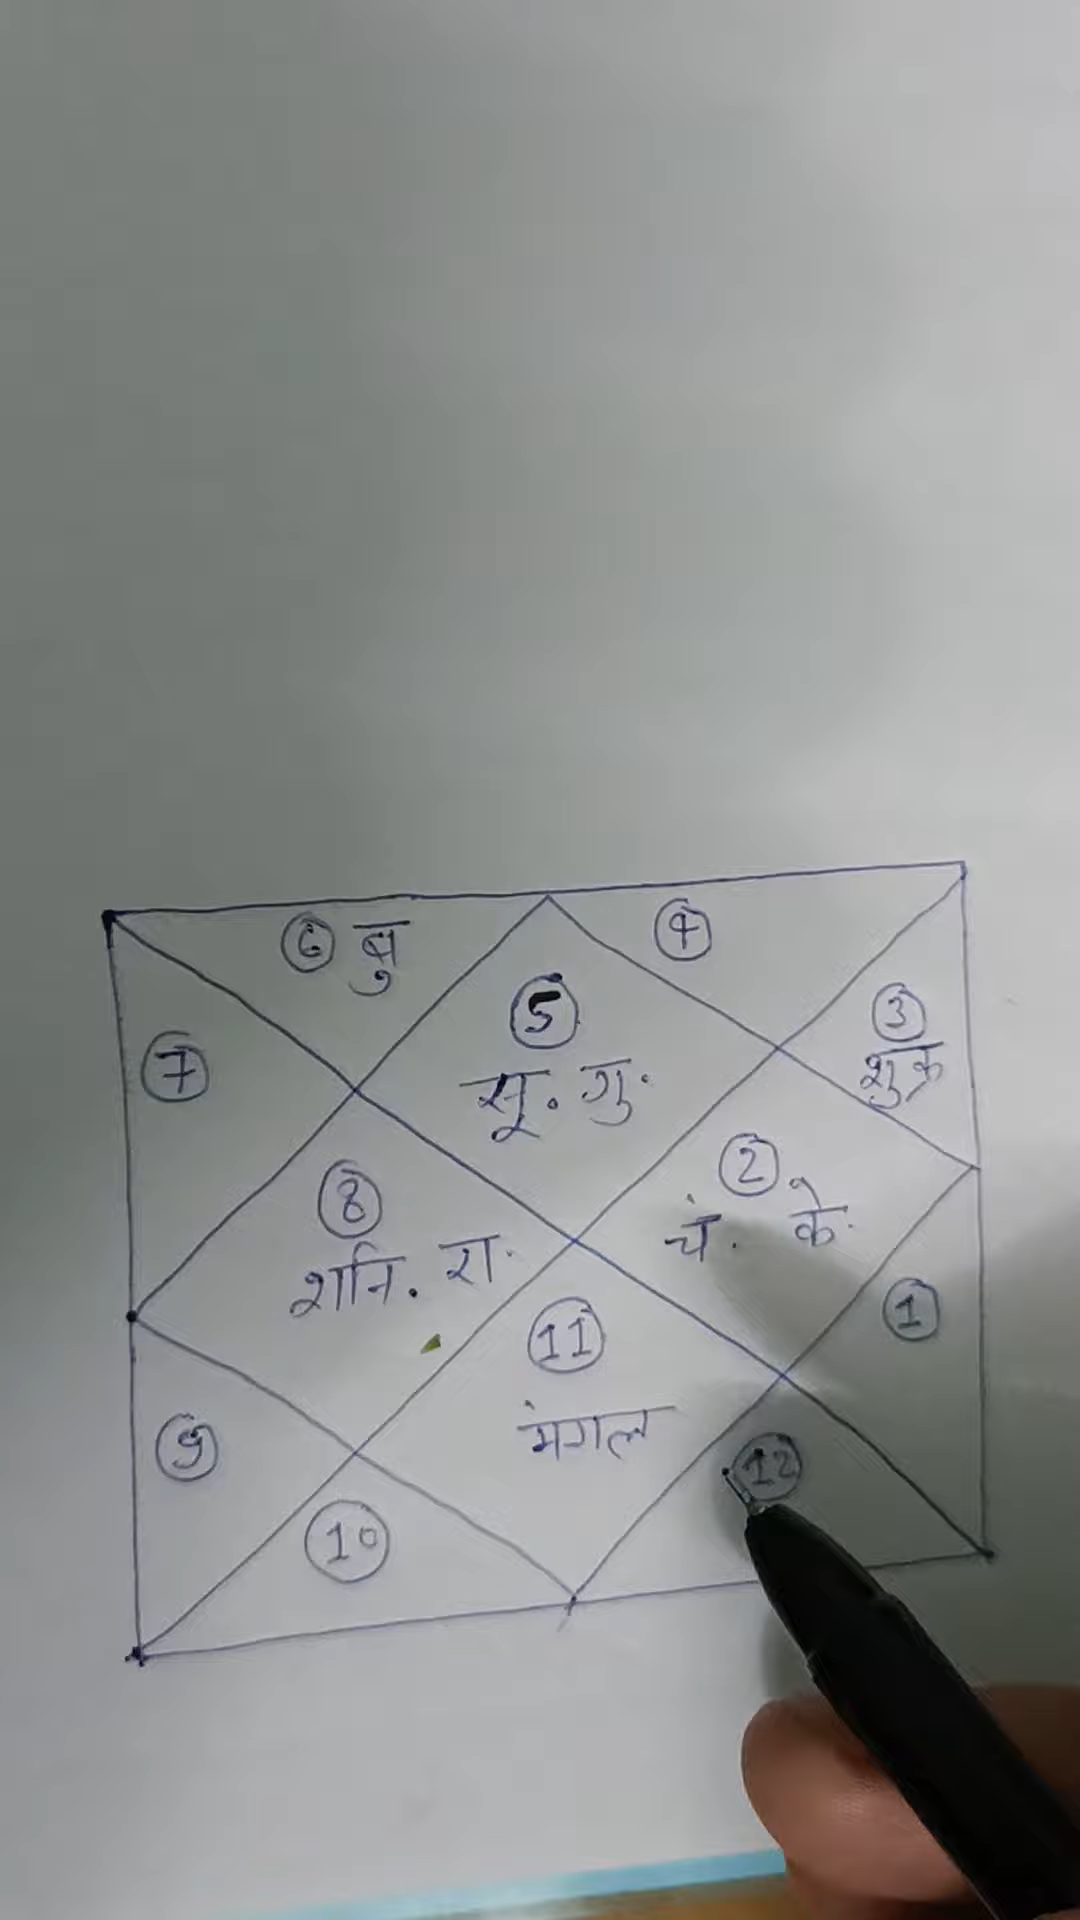 ⑥ बु
④
③
शुक्र
⑤
सू. गु.
⑦
②
चं. के.
⑧
शनि. रा.
①
⑪
मंगल
⑨
⑫
⑩